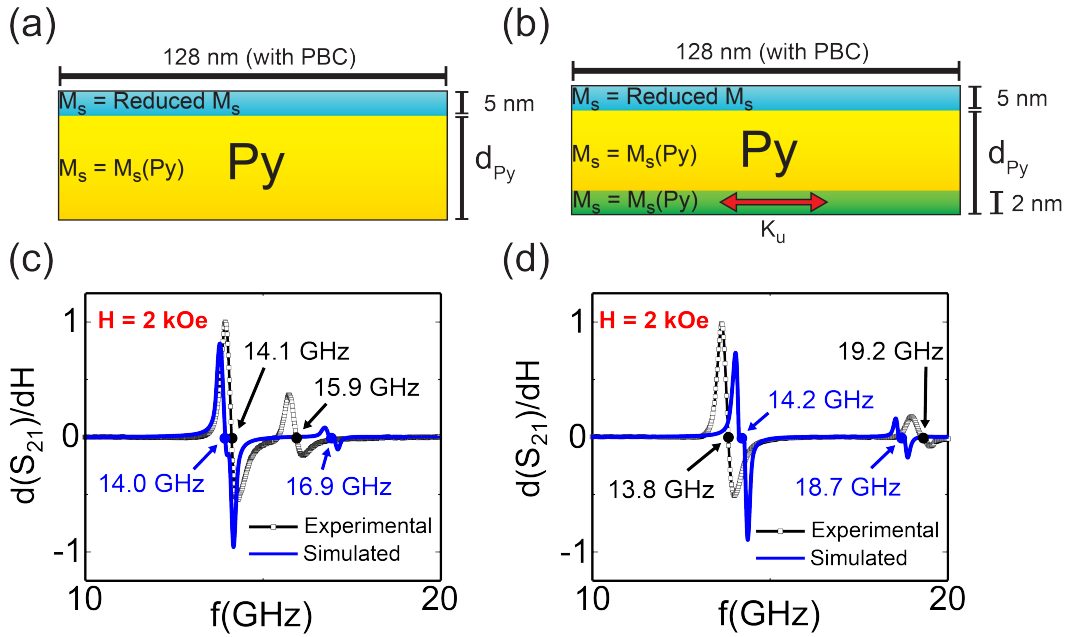 (a)
128 nm (with PBC)
Ms = Reduced Ms
5 nm
Ms = Ms(Py)
Py
dPy
(b)
128 nm (with PBC)
Ms = Reduced Ms
5 nm
Ms = Ms(Py)
Py
dPy
Ms = Ms(Py)
2 nm
Ku
(c)
H = 2 kOe
14.1 GHz
15.9 GHz
14.0 GHz
16.9 GHz
Experimental
Simulated
1
0
-1
d(S21)/dH
10
20
f(GHz)
(d)
H = 2 kOe
19.2 GHz
14.2 GHz
13.8 GHz
18.7 GHz
Experimental
Simulated
1
0
-1
d(S21)/dH
10
20
f(GHz)